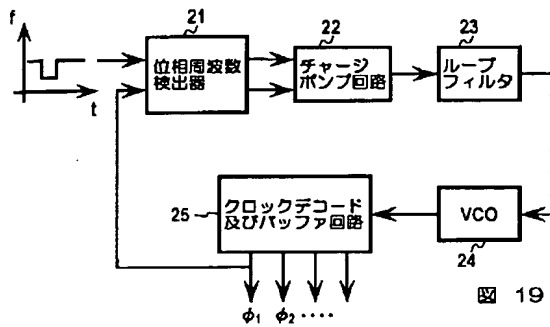 f
t
21
位相周波数
検出器
22
チャージ
ポンプ回路
23
ループ
フィルタ
25
クロックデコード
及びバッファ回路
VCO
24
φ1 φ2 ‥‥
図 19